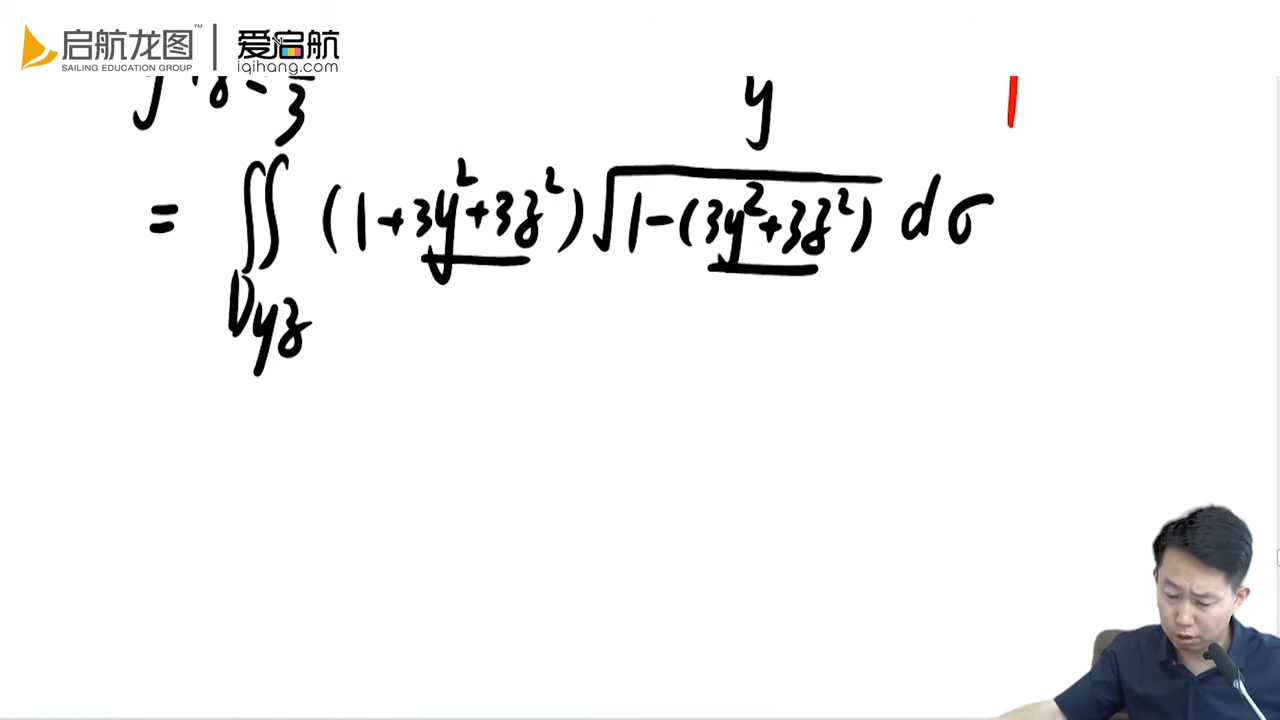 启航龙图™ | 爱启航
SAILING EDUCATION GROUP iqihang.com
3 y
= ∬ (1+3y²+3z²)√(1-(3y²+3z²)) dσ
Dyz